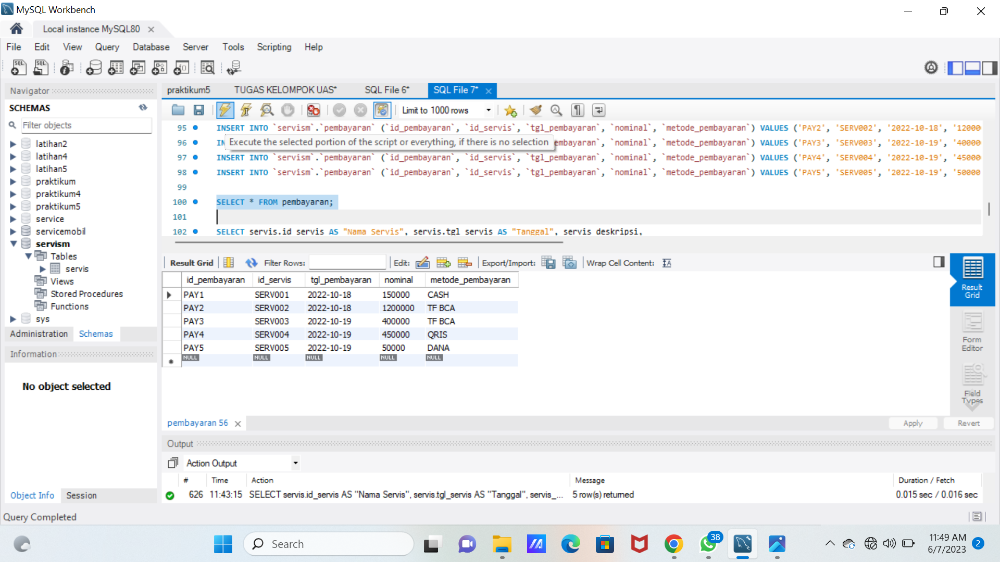 MySQL Workbench
Local instance MySQL80
File Edit View Query Database Server Tools Scripting Help
Navigator
SCHEMAS
Filter objects
latihan2
latihan4
latihan5
praktikum
praktikum4
praktikum5
service
servicemobil
servism
Tables
servis
Views
Stored Procedures
Functions
sys
Administration Schemas
Information
No object selected
Object Info Session
Query Completed
praktikum5 TUGAS KELOMPOK UAS* SQL File 6* SQL File 7*
Limit to 1000 rows
95 INSERT INTO `servism`.`pembayaran` (`id_pembayaran`, `id_servis`, `tgl_pembayaran`, `nominal`, `metode_pembayaran`) VALUES ('PAY2', 'SERV002', '2022-10-18', '12000
96 IN Execute the selected portion of the script or everything, if there is no selection embayaran`, `nominal`, `metode_pembayaran`) VALUES ('PAY3', 'SERV003', '2022-10-19', '40000
97 INSERT INTO `servism`.`pembayaran` (`id_pembayaran`, `id_servis`, `tgl_pembayaran`, `nominal`, `metode_pembayaran`) VALUES ('PAY4', 'SERV004', '2022-10-19', '45000
98 INSERT INTO `servism`.`pembayaran` (`id_pembayaran`, `id_servis`, `tgl_pembayaran`, `nominal`, `metode_pembayaran`) VALUES ('PAY5', 'SERV005', '2022-10-19', '50000
99
100 SELECT * FROM pembayaran;
101
102 SELECT servis.id_servis AS "Nama Servis", servis.tgl_servis AS "Tanggal", servis_deskripsi,
Result Grid Filter Rows: Edit: Export/Import: Wrap Cell Content:
id_pembayaran id_servis tgl_pembayaran nominal metode_pembayaran
PAY1 SERV001 2022-10-18 150000 CASH
PAY2 SERV002 2022-10-18 1200000 TF BCA
PAY3 SERV003 2022-10-19 400000 TF BCA
PAY4 SERV004 2022-10-19 450000 QRIS
PAY5 SERV005 2022-10-19 50000 DANA
NULL NULL NULL NULL NULL
Result
Grid
Form
Editor
Field
Types
pembayaran 56
Apply Revert
Output
Action Output
# Time Action Message Duration / Fetch
626 11:43:15 SELECT servis.id_servis AS "Nama Servis", servis.tgl_servis AS "Tanggal", servis_... 5 row(s) returned 0.015 sec / 0.016 sec
Search
38
11:49 AM
6/7/2023
2